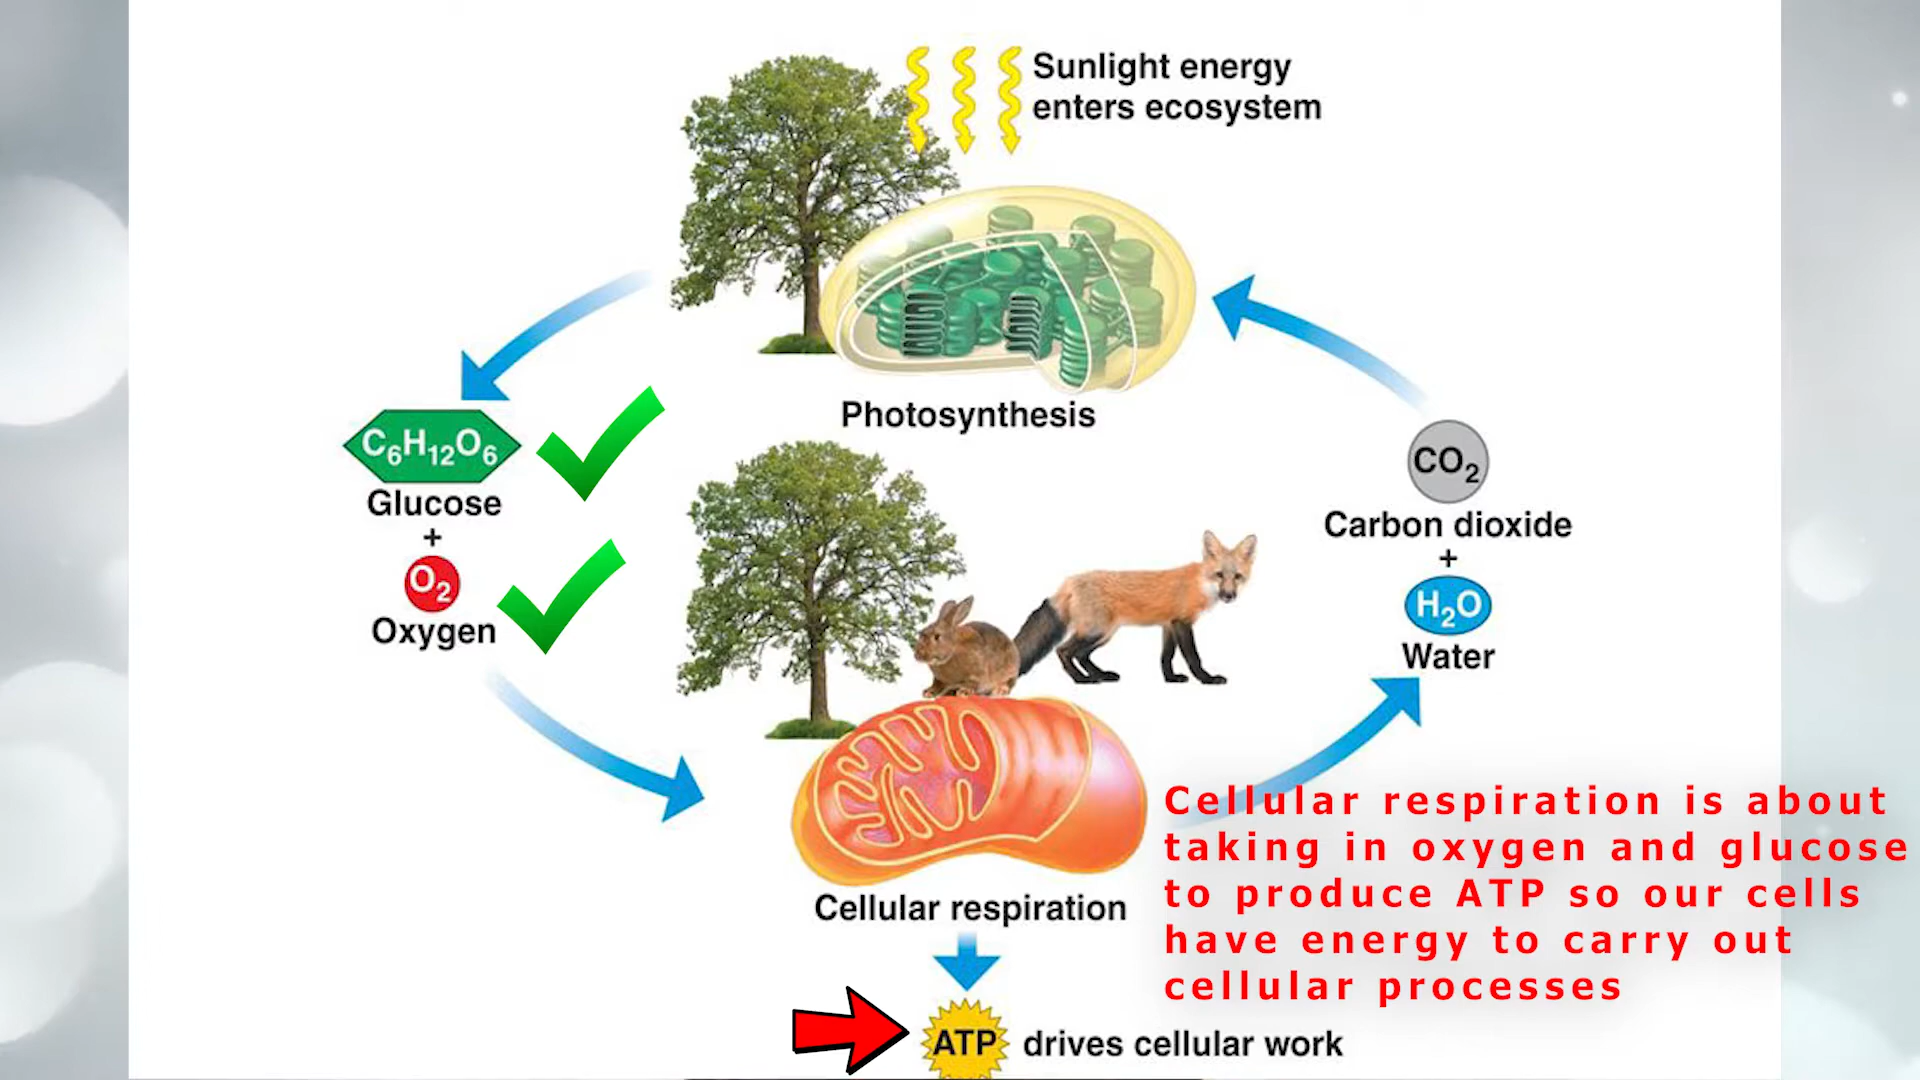 Sunlight energy
enters ecosystem
Photosynthesis
C₆H₁₂O₆
Glucose
+
O₂
Oxygen
CO₂
Carbon dioxide
+
H₂O
Water
Cellular respiration is about
taking in oxygen and glucose
to produce ATP so our cells
have energy to carry out
cellular processes
Cellular respiration
ATP drives cellular work